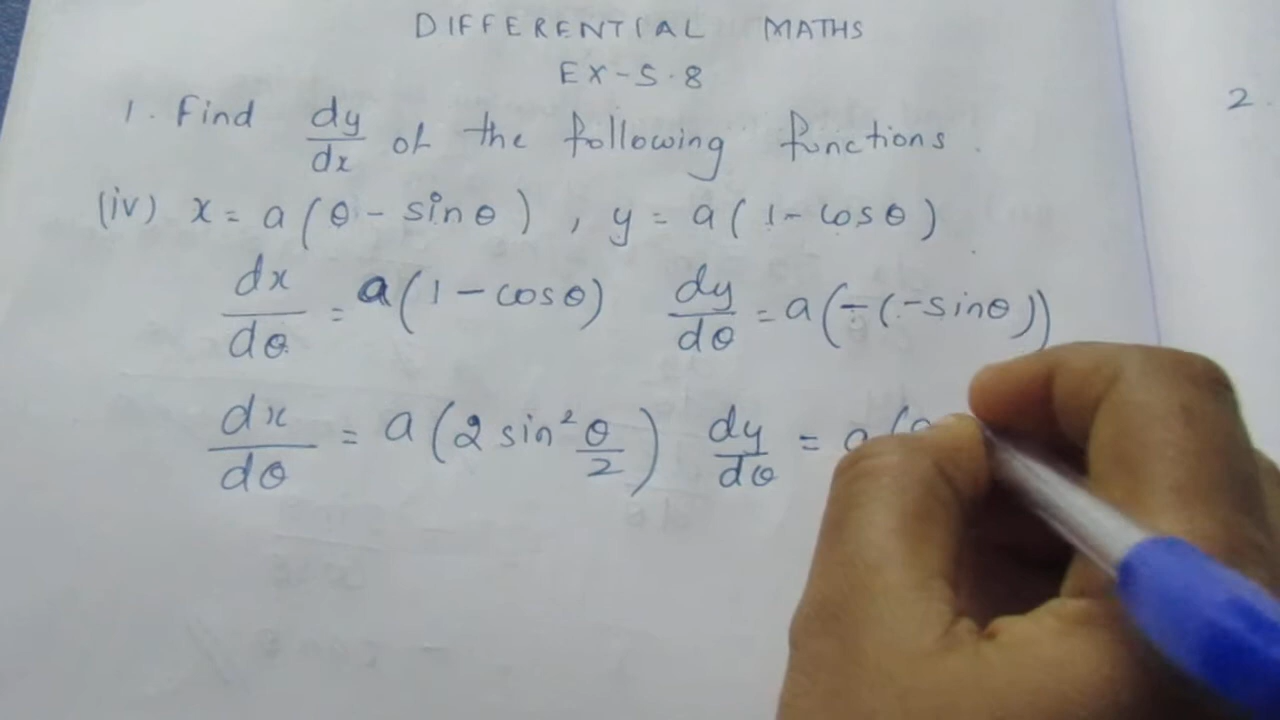 DIFFERENTIAL MATHS
EX-5.8
1. Find dy/dx of the following functions.
(iv) x = a(θ - sinθ), y = a(1 - cosθ)
dx/dθ = a(1 - cosθ) dy/dθ = a(-(-sinθ))
dx/dθ = a(2 sin² θ/2) dy/dθ = a(
2.